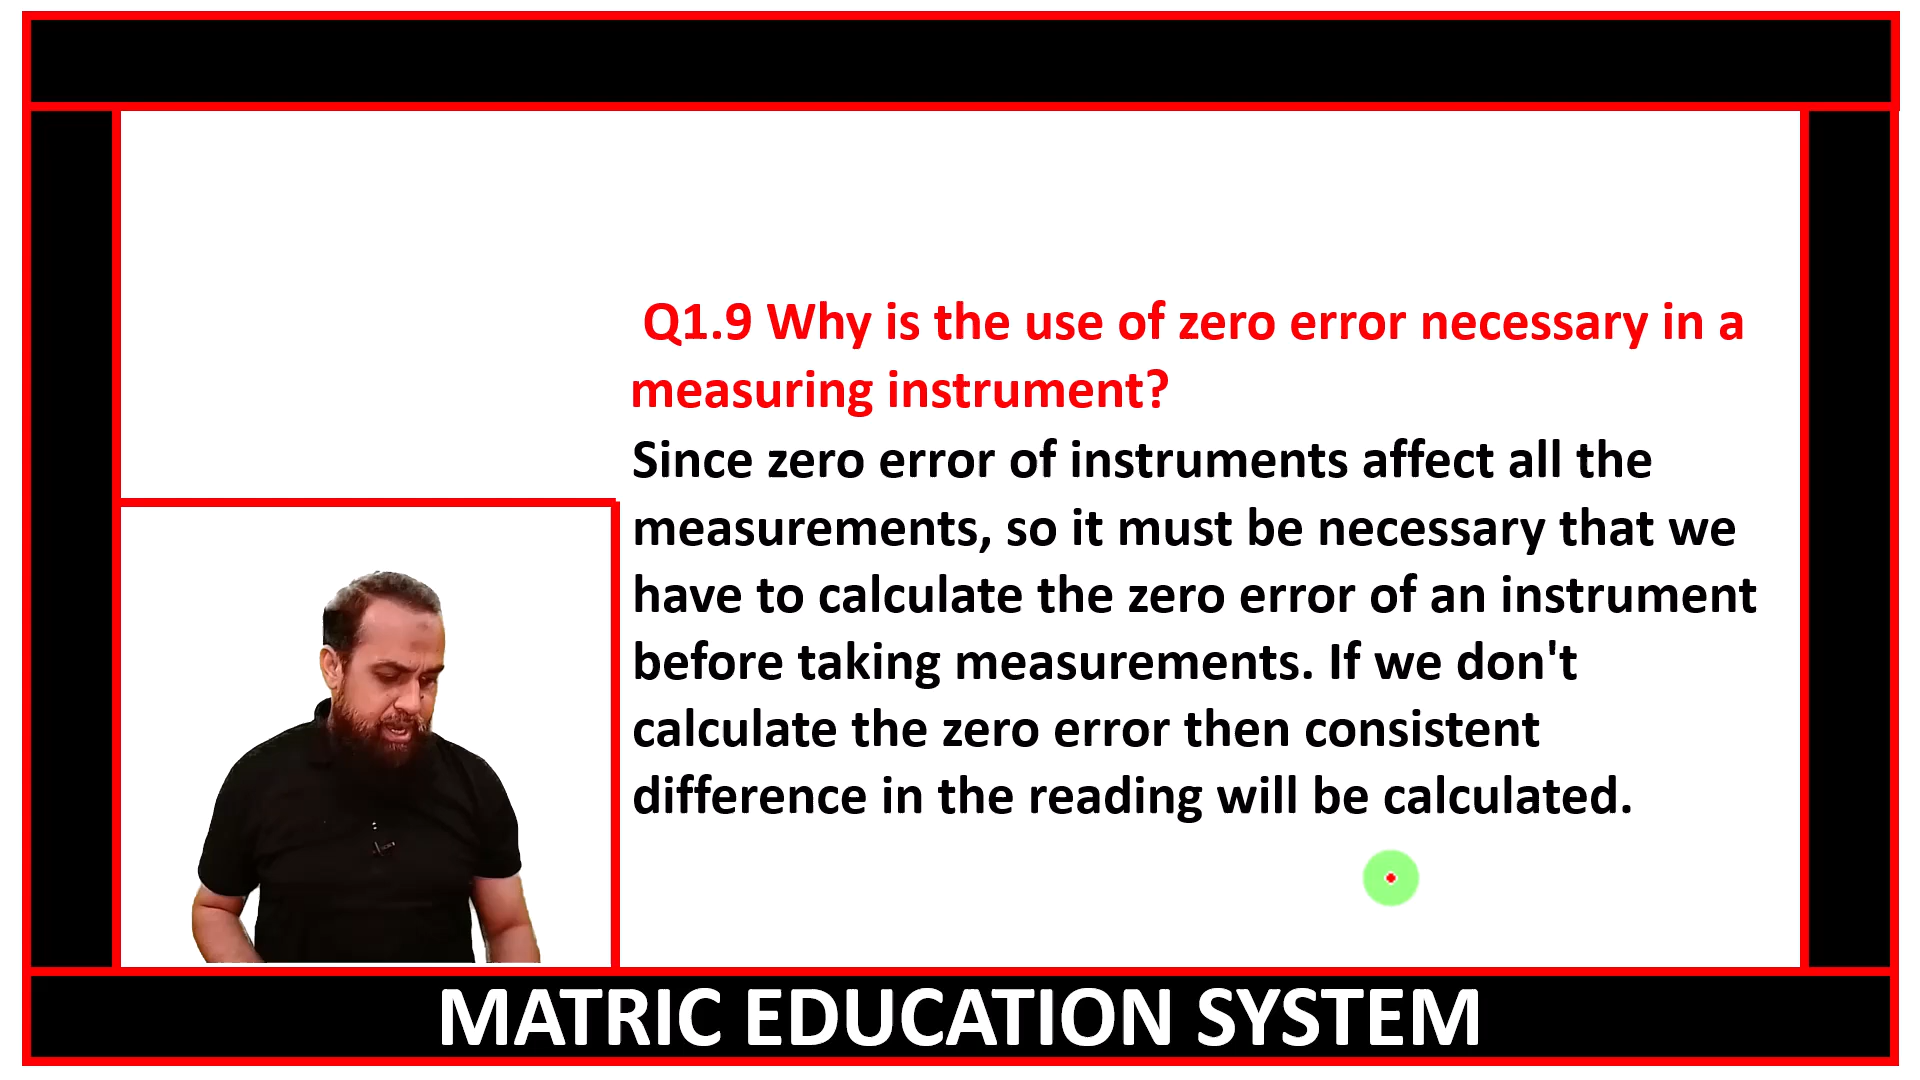 Q1.9 Why is the use of zero error necessary in a
measuring instrument?
Since zero error of instruments affect all the
measurements, so it must be necessary that we
have to calculate the zero error of an instrument
before taking measurements. If we don't
calculate the zero error then consistent
difference in the reading will be calculated.
MATRIC EDUCATION SYSTEM